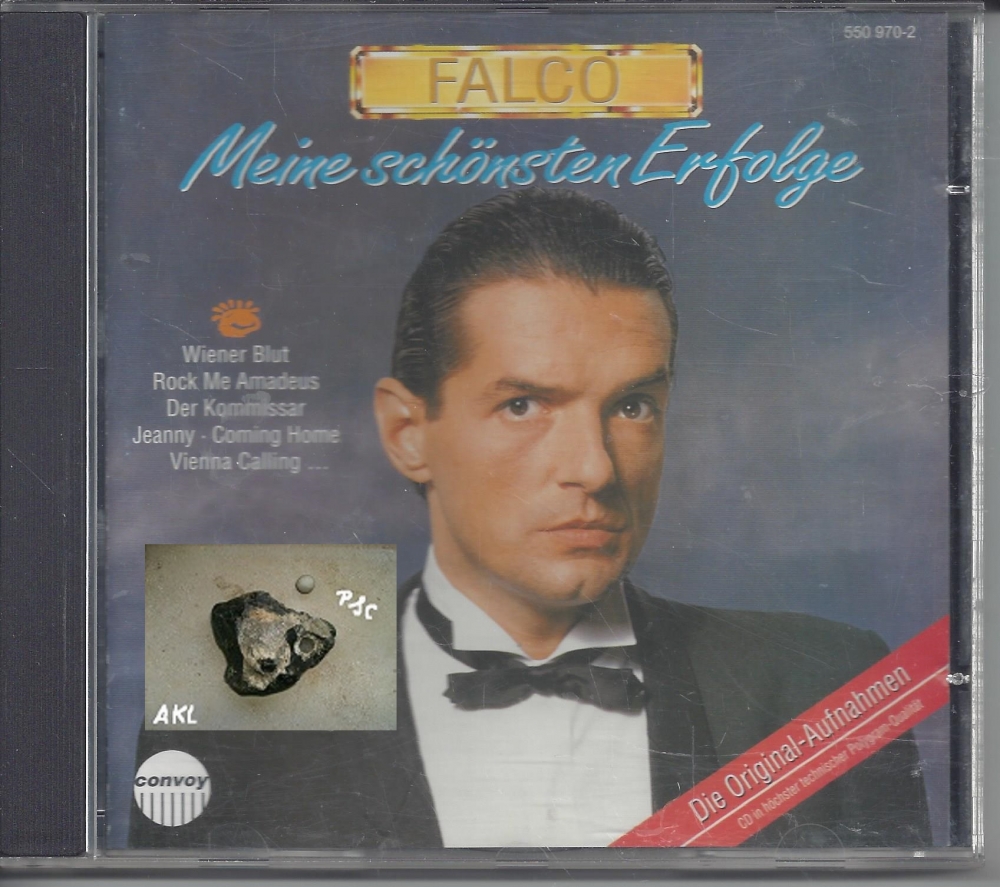 550 970-2
FALCO
Meine schönsten Erfolge
Wiener Blut
Rock Me Amadeus
Der Kommissar
Jeanny - Coming Home
Vienna Calling ...
PSC
AKL
convoy
Die Original-Aufnahmen
CD in höchster technischer Polygram-Qualität